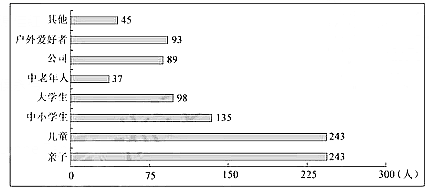 其他 45
户外爱好者 93
公司 89
中老年人 37
大学生 98
中小学生 135
儿童 243
亲子 243
0 75 150 225 300(人)